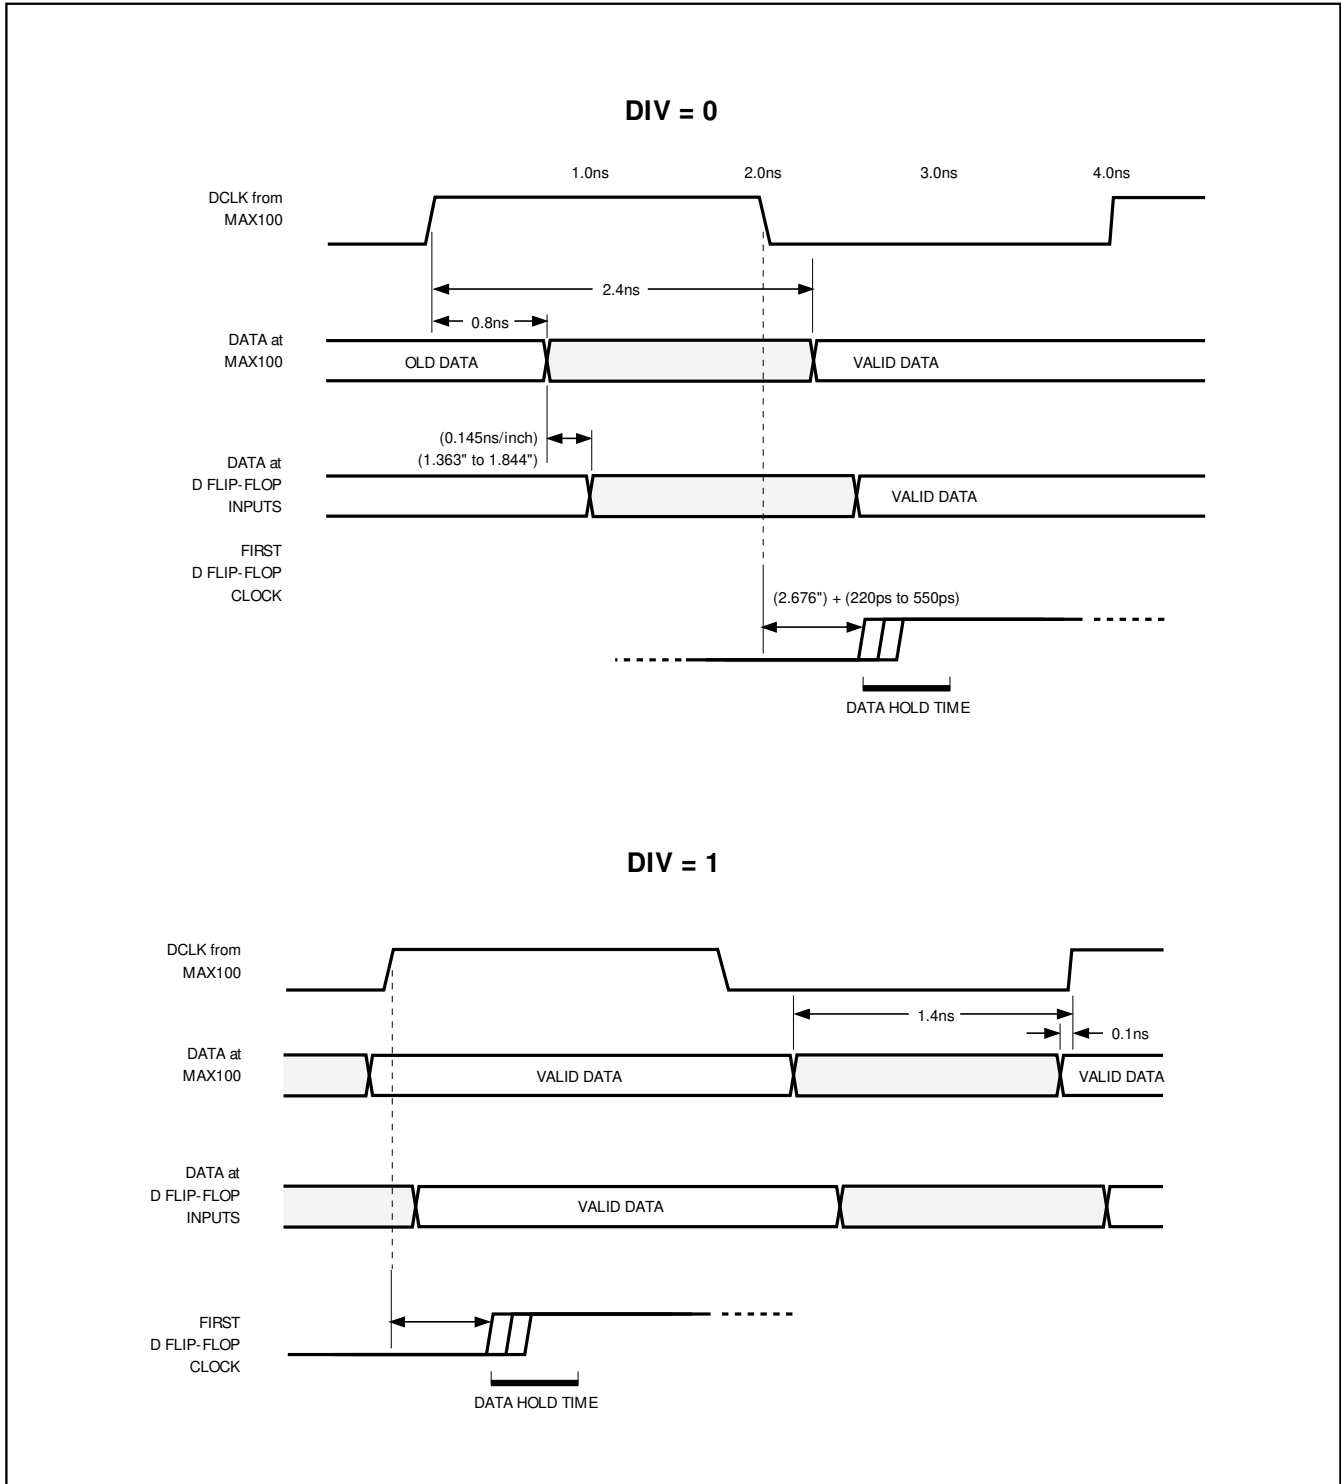 DIV = 0
1.0ns 2.0ns 3.0ns 4.0ns
DCLK from
MAX100
2.4ns
0.8ns
DATA at
MAX100
OLD DATA
VALID DATA
(0.145ns/inch)
(1.363" to 1.844")
DATA at
D FLIP-FLOP
INPUTS
VALID DATA
FIRST
D FLIP-FLOP
CLOCK
(2.676") + (220ps to 550ps)
DATA HOLD TIME
DIV = 1
DCLK from
MAX100
1.4ns
0.1ns
DATA at
MAX100
VALID DATA
VALID DATA
DATA at
D FLIP-FLOP
INPUTS
VALID DATA
FIRST
D FLIP-FLOP
CLOCK
DATA HOLD TIME